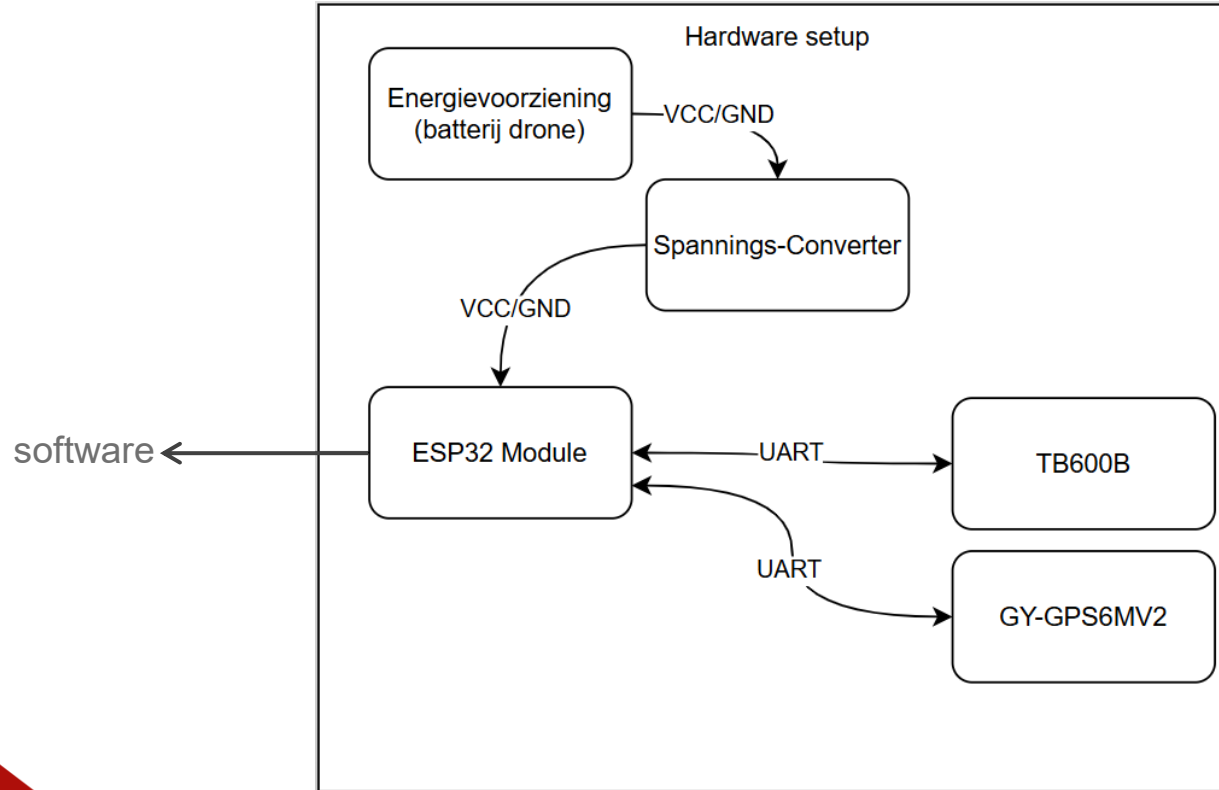 Hardware setup
Energievoorziening
(batterij drone)
VCC/GND
Spannings-Converter
VCC/GND
software
ESP32 Module
UART
TB600B
UART
GY-GPS6MV2